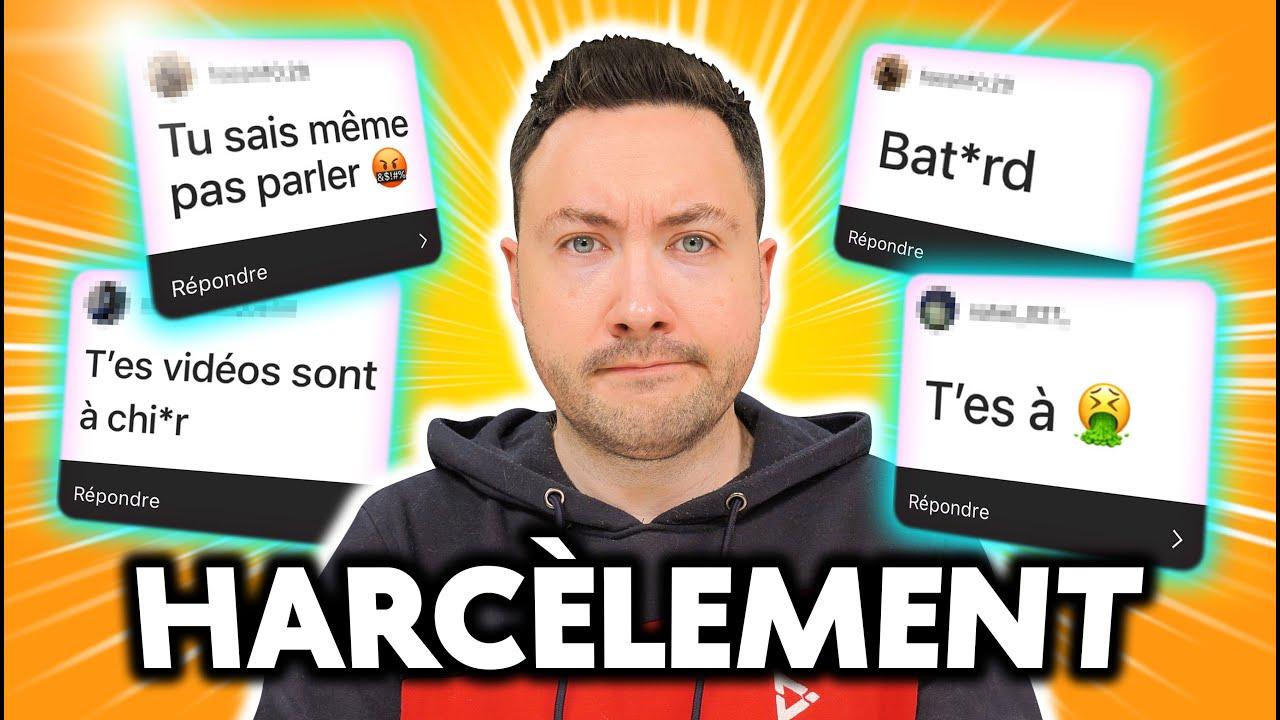 Tu sais même
pas parler
Répondre
T'es vidéos sont
à chi*r
Répondre
Bat*rd
Répondre
T'es à
Répondre
HARCÈLEMENT